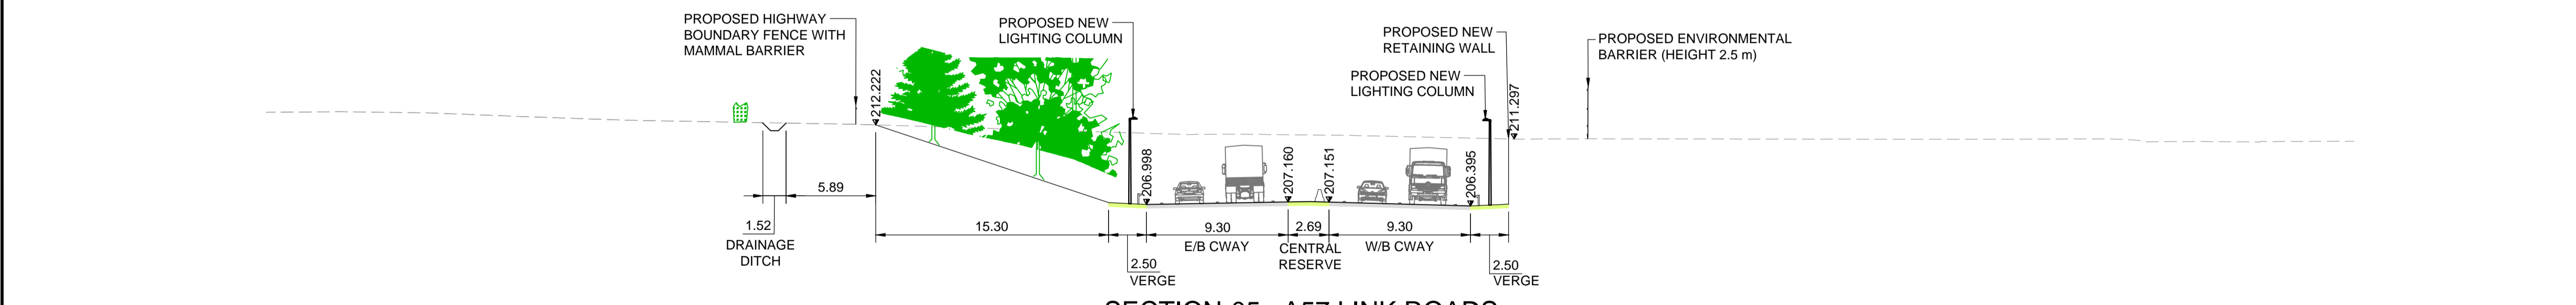 PROPOSED HIGHWAY
BOUNDARY FENCE WITH
MAMMAL BARRIER
PROPOSED NEW
LIGHTING COLUMN
PROPOSED NEW
RETAINING WALL
PROPOSED NEW
LIGHTING COLUMN
PROPOSED ENVIRONMENTAL
BARRIER (HEIGHT 2.5 m)
212.222
206.998
207.160
207.151
206.395
211.297
5.89
1.52
DRAINAGE
DITCH
15.30
2.50
VERGE
9.30
E/B CWAY
2.69
CENTRAL
RESERVE
9.30
W/B CWAY
2.50
VERGE